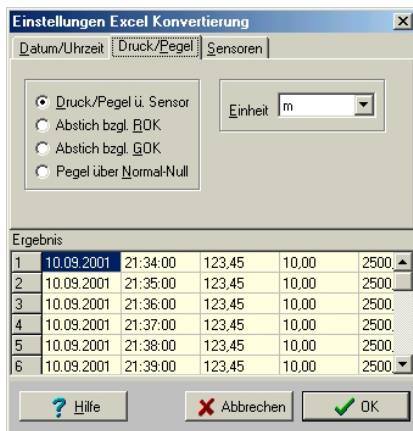 Einstellungen Excel Konvertierung
Datum/Uhrzeit Druck/Pegel Sensoren
Druck/Pegel ü. Sensor
Abstich bzgl. ROK
Abstich bzgl. GOK
Pegel über Normal-Null
Einheit m
Ergebnis
1 10.09.2001 21:34:00 123,45 10,00 2500,
2 10.09.2001 21:35:00 123,45 10,00 2500,
3 10.09.2001 21:36:00 123,45 10,00 2500,
4 10.09.2001 21:37:00 123,45 10,00 2500,
5 10.09.2001 21:38:00 123,45 10,00 2500,
6 10.09.2001 21:39:00 123,45 10,00 2500,
? Hilfe Abbrechen OK